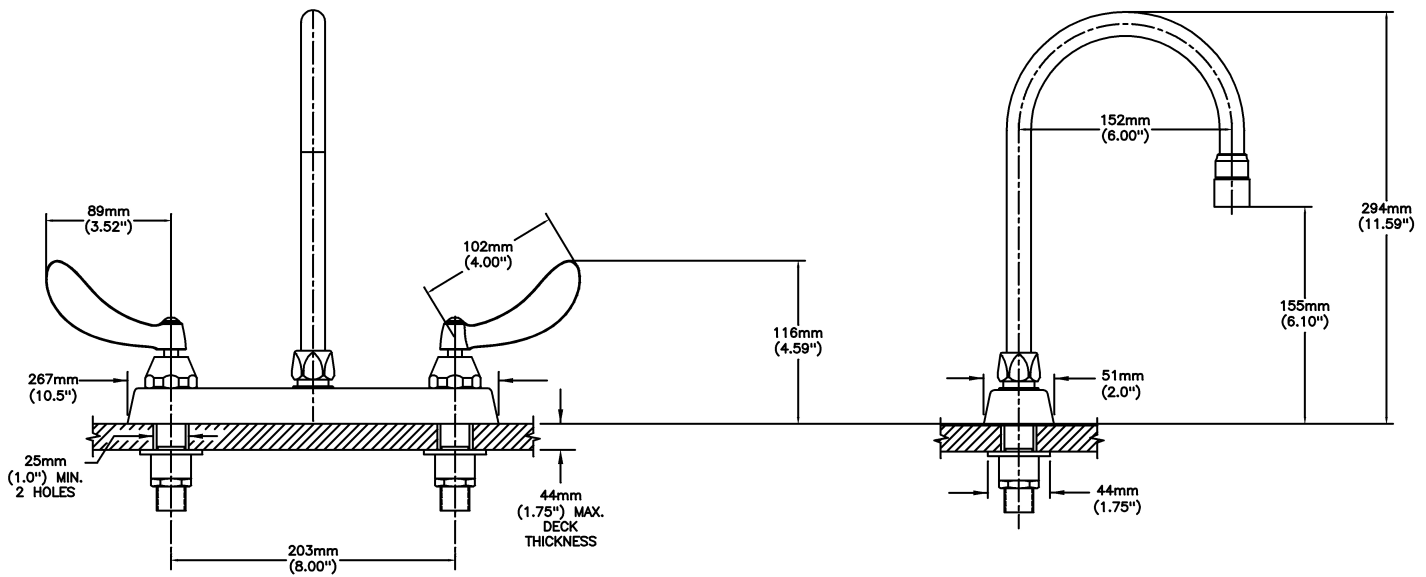 89mm
(3.52")
102mm
(4.00")
116mm
(4.59")
267mm
(10.5")
25mm
(1.0") MIN.
2 HOLES
44mm
(1.75") MAX.
DECK
THICKNESS
203mm
(8.00")
152mm
(6.00")
294mm
(11.59")
155mm
(6.10")
51mm
(2.0")
44mm
(1.75")